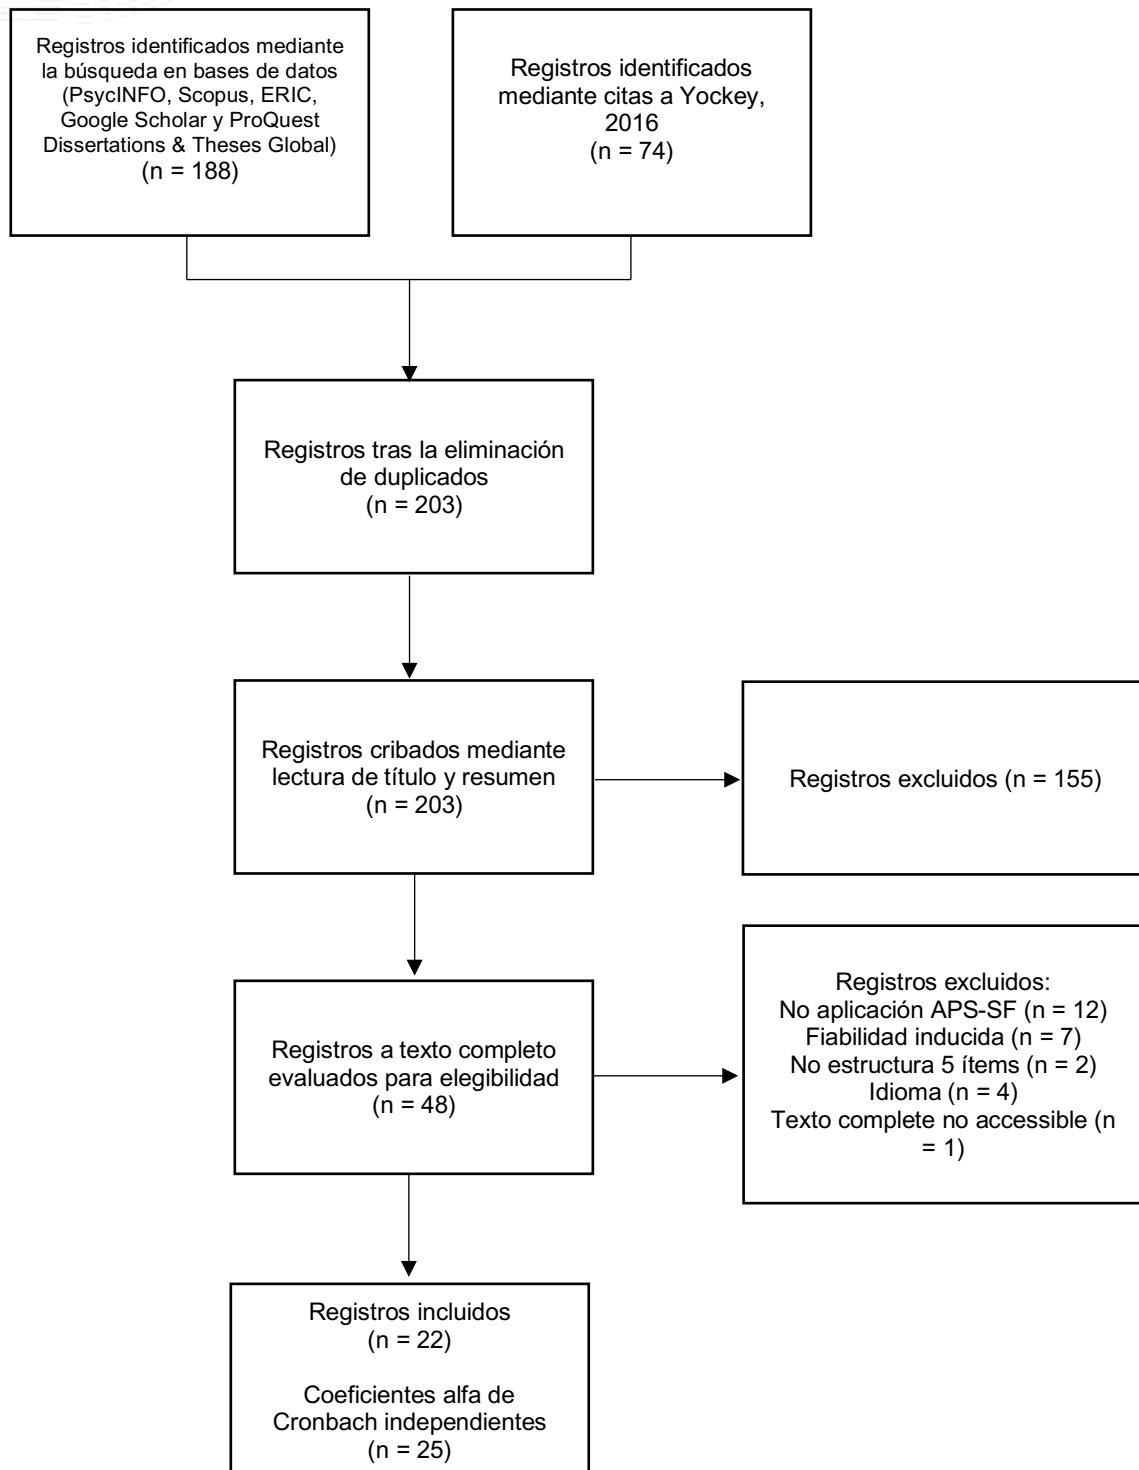 Registros identificados mediante
la búsqueda en bases de datos
(PsycINFO, Scopus, ERIC,
Google Scholar y ProQuest
Dissertations & Theses Global)
(n = 188)
Registros identificados
mediante citas a Yockey,
2016
(n = 74)
Registros tras la eliminación
de duplicados
(n = 203)
Registros cribados mediante
lectura de título y resumen
(n = 203)
Registros excluidos (n = 155)
Registros a texto completo
evaluados para elegibilidad
(n = 48)
Registros excluidos:
No aplicación APS-SF (n = 12)
Fiabilidad inducida (n = 7)
No estructura 5 ítems (n = 2)
Idioma (n = 4)
Texto complete no accessible (n
= 1)
Registros incluidos
(n = 22)
Coeficientes alfa de
Cronbach independientes
(n = 25)